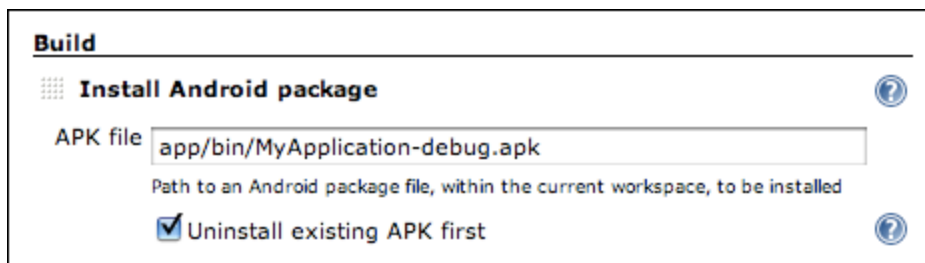 Build
Install Android package
APK file app/bin/MyApplication-debug.apk
Path to an Android package file, within the current workspace, to be installed
Uninstall existing APK first